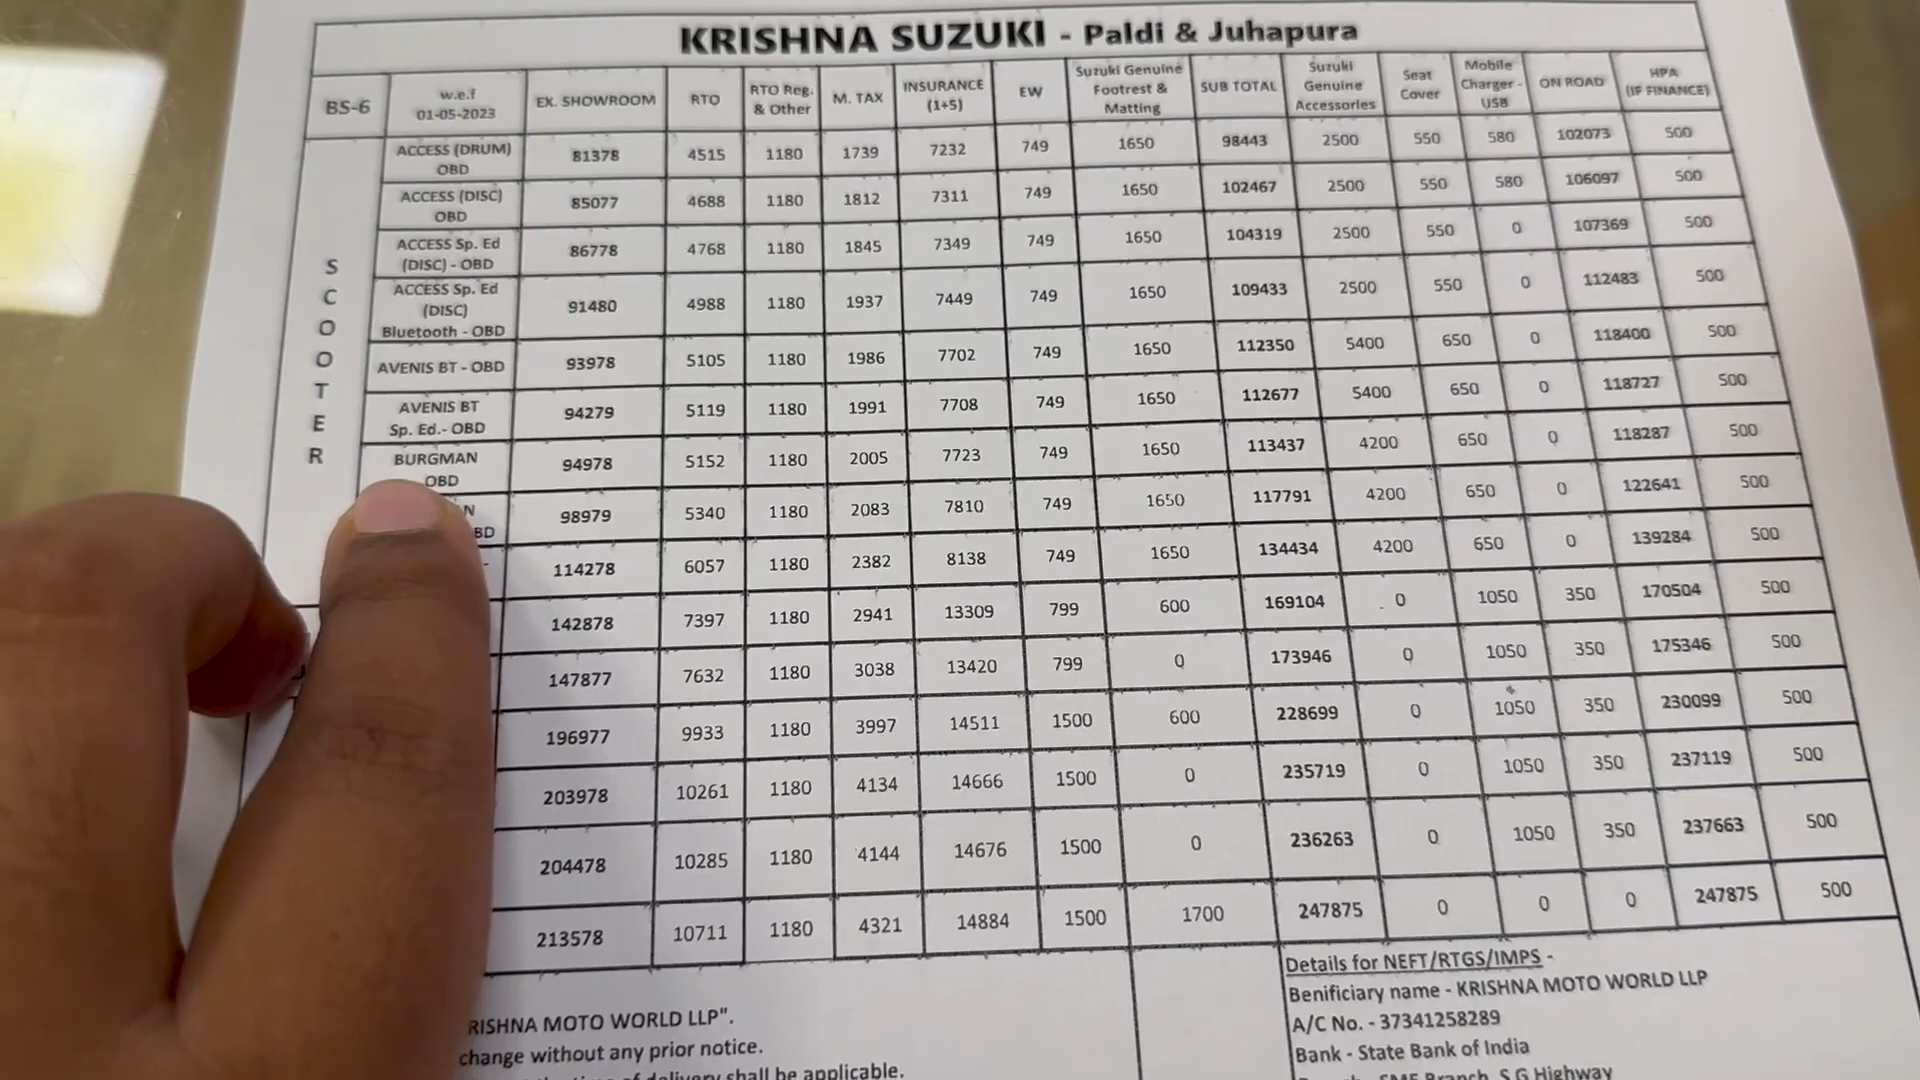 KRISHNA SUZUKI - Paldi & Juhapura
BS-6 w.e.f 01-05-2023 EX. SHOWROOM RTO RTO Reg. & Other M. TAX INSURANCE (1+5) EW Suzuki Genuine Footrest & Matting SUB TOTAL Suzuki Genuine Accessories Seat Cover Mobile Charger - USB ON ROAD HPA (IF FINANCE)
SCOOTER
ACCESS (DRUM) OBD 81378 4515 1180 1739 7232 749 1650 98443 2500 550 580 102073 500
ACCESS (DISC) OBD 85077 4688 1180 1812 7311 749 1650 102467 2500 550 580 106097 500
ACCESS Sp. Ed (DISC) - OBD 86778 4768 1180 1845 7349 749 1650 104319 2500 550 0 107369 500
ACCESS Sp. Ed (DISC) Bluetooth - OBD 91480 4988 1180 1937 7449 749 1650 109433 2500 550 0 112483 500
AVENIS BT - OBD 93978 5105 1180 1986 7702 749 1650 112350 5400 650 0 118400 500
AVENIS BT Sp. Ed.- OBD 94279 5119 1180 1991 7708 749 1650 112677 5400 650 0 118727 500
BURGMAN OBD 94978 5152 1180 2005 7723 749 1650 113437 4200 650 0 118287 500
N BD 98979 5340 1180 2083 7810 749 1650 117791 4200 650 0 122641 500
- 114278 6057 1180 2382 8138 749 1650 134434 4200 650 0 139284 500
142878 7397 1180 2941 13309 799 600 169104 0 1050 350 170504 500
147877 7632 1180 3038 13420 799 0 173946 0 1050 350 175346 500
196977 9933 1180 3997 14511 1500 600 228699 0 1050 350 230099 500
203978 10261 1180 4134 14666 1500 0 235719 0 1050 350 237119 500
204478 10285 1180 4144 14676 1500 0 236263 0 1050 350 237663 500
213578 10711 1180 4321 14884 1500 1700 247875 0 0 0 247875 500
RISHNA MOTO WORLD LLP".
change without any prior notice.
delivery shall be applicable.
Details for NEFT/RTGS/IMPS -
Benificiary name - KRISHNA MOTO WORLD LLP
A/C No. - 37341258289
Bank - State Bank of India
SME Branch, S G Highway